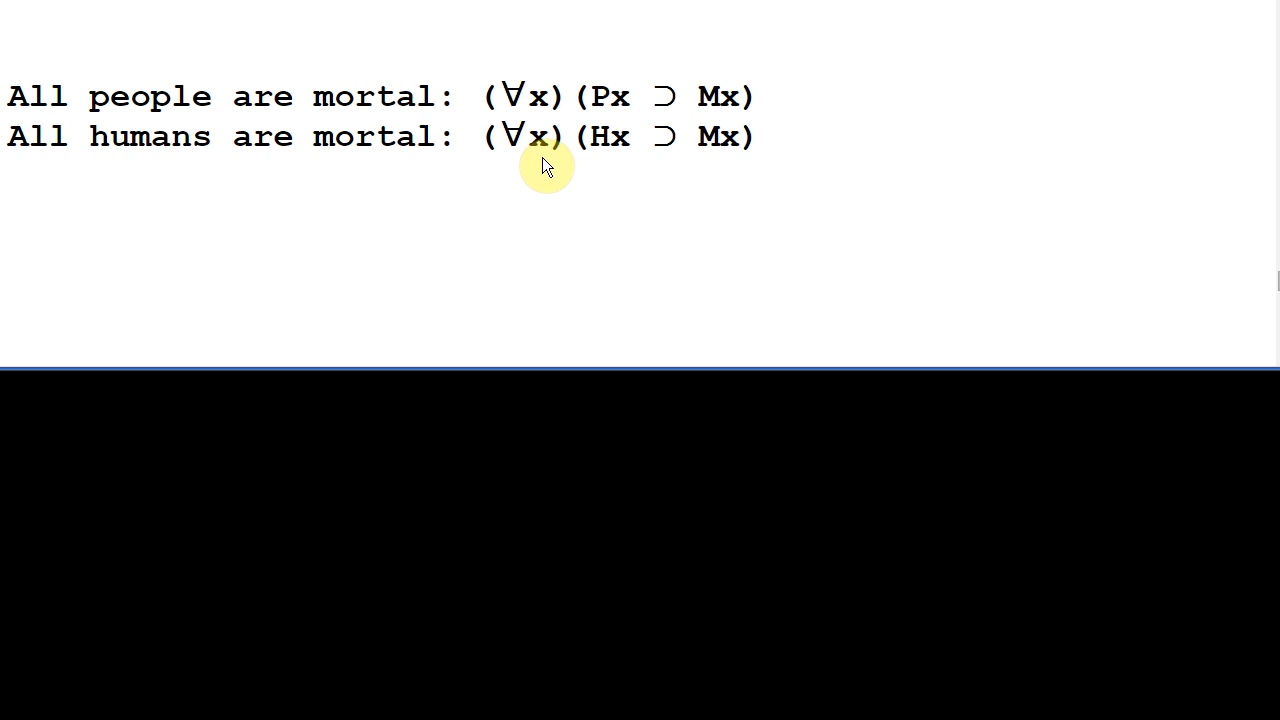 All people are mortal: (∀x)(Px ⊃ Mx)
All humans are mortal: (∀x)(Hx ⊃ Mx)